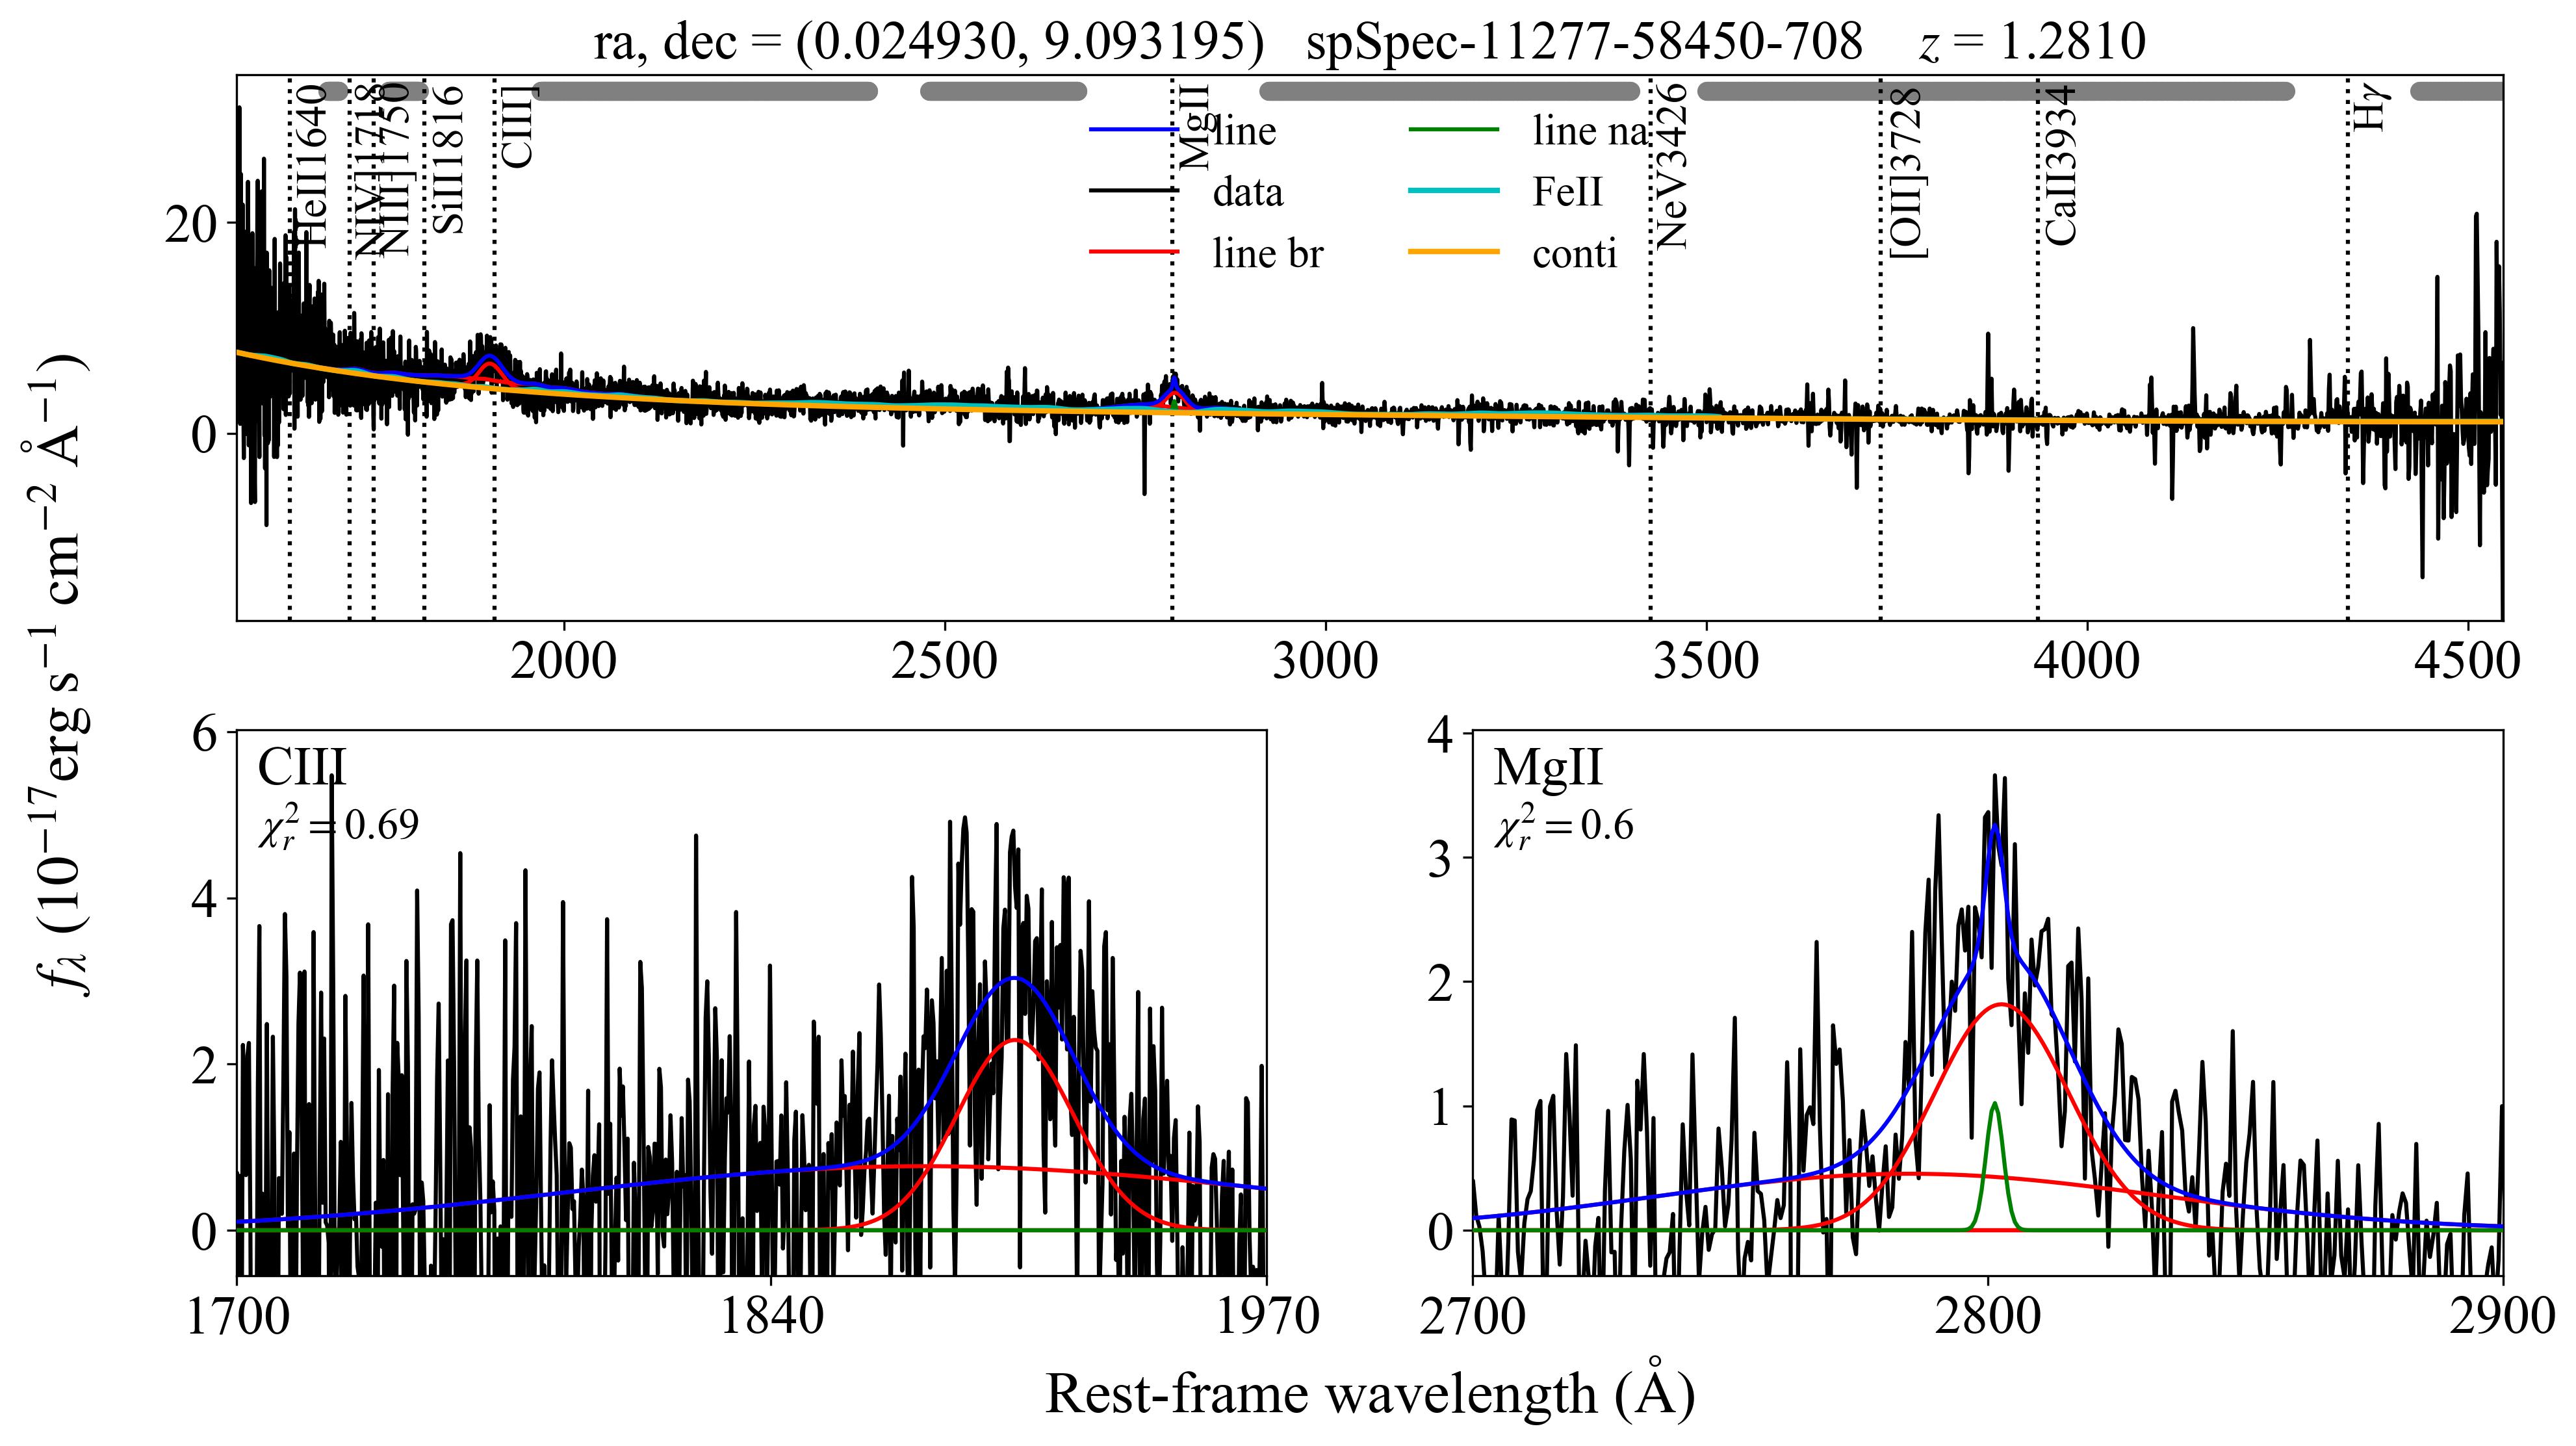 ra, dec = (0.024930, 9.093195) spSpec-11277-58450-708 z = 1.2810
HeII1640
NIV]1718
NIII]1750
SiII1816
CIII]
MgII
NeV3426
[OII]3728
CaII3934
Hγ
line
data
line br
line na
FeII
conti
20
0
2000
2500
3000
3500
4000
4500
f_λ (10⁻¹⁷erg s⁻¹ cm⁻² Å⁻¹)
CIII
χ²_r = 0.69
6
4
2
0
1700
1840
1970
MgII
χ²_r = 0.6
4
3
2
1
0
2700
2800
2900
Rest-frame wavelength (Å)